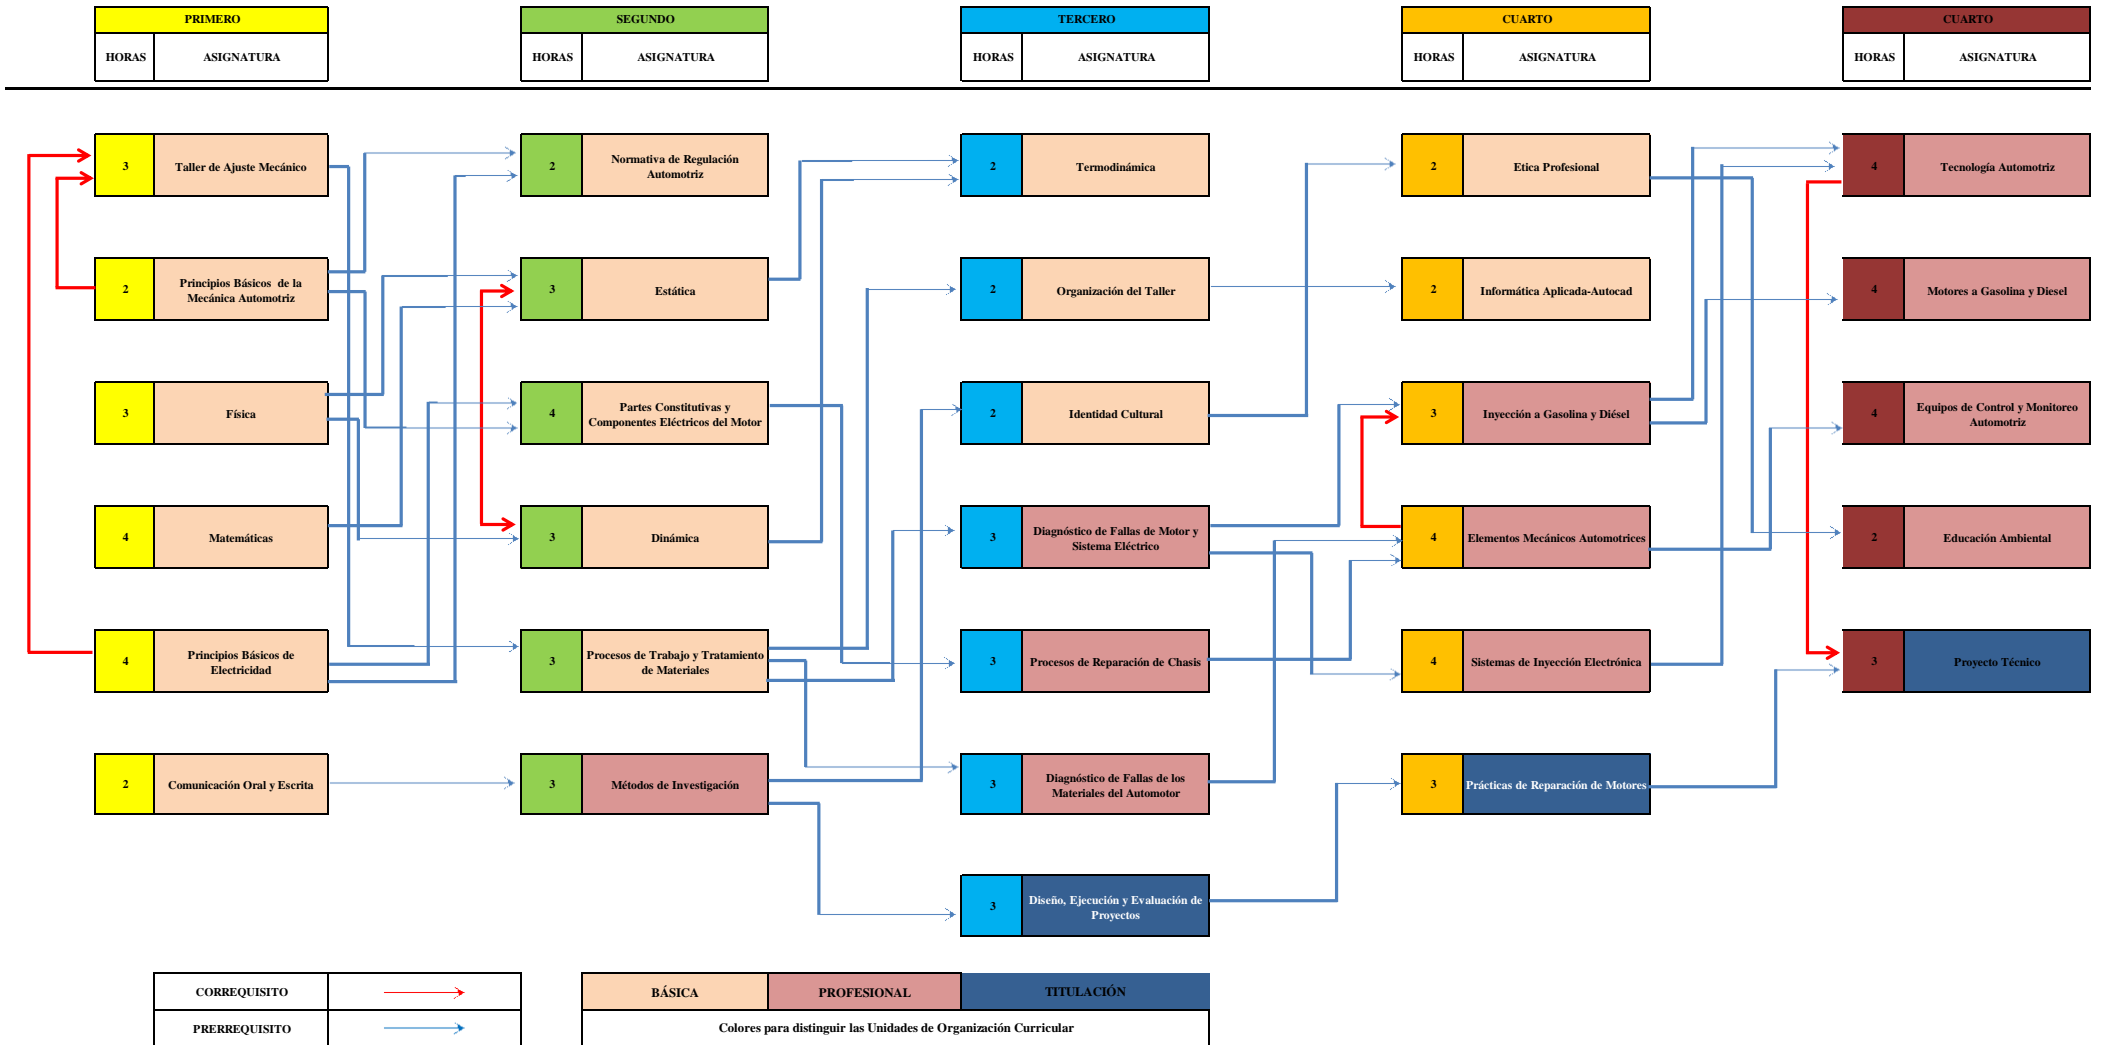 PRIMERO
SEGUNDO
TERCERO
CUARTO
CUARTO
HORAS
ASIGNATURA
HORAS
ASIGNATURA
HORAS
ASIGNATURA
HORAS
ASIGNATURA
HORAS
ASIGNATURA
3
Taller de Ajuste Mecánico
2
Normativa de Regulación
Automotriz
2
Termodinámica
2
Etica Profesional
4
Tecnología Automotriz
2
Principios Básicos de la
Mecánica Automotriz
3
Estática
2
Organización del Taller
2
Informática Aplicada-Autocad
4
Motores a Gasolina y Diesel
3
Física
4
Partes Constitutivas y
Componentes Eléctricos del Motor
2
Identidad Cultural
3
Inyección a Gasolina y Diésel
4
Equipos de Control y Monitoreo
Automotriz
4
Matemáticas
3
Dinámica
3
Diagnóstico de Fallas de Motor y
Sistema Eléctrico
4
Elementos Mecánicos Automotrices
2
Educación Ambiental
4
Principios Básicos de
Electricidad
3
Procesos de Trabajo y Tratamiento
de Materiales
3
Procesos de Reparación de Chasis
4
Sistemas de Inyección Electrónica
3
Proyecto Técnico
2
Comunicación Oral y Escrita
3
Métodos de Investigación
3
Diagnóstico de Fallas de los
Materiales del Automotor
3
Prácticas de Reparación de Motores
3
Diseño, Ejecución y Evaluación de
Proyectos
CORREQUISITO
BÁSICA
PROFESIONAL
TITULACIÓN
PRERREQUISITO
Colores para distinguir las Unidades de Organización Curricular